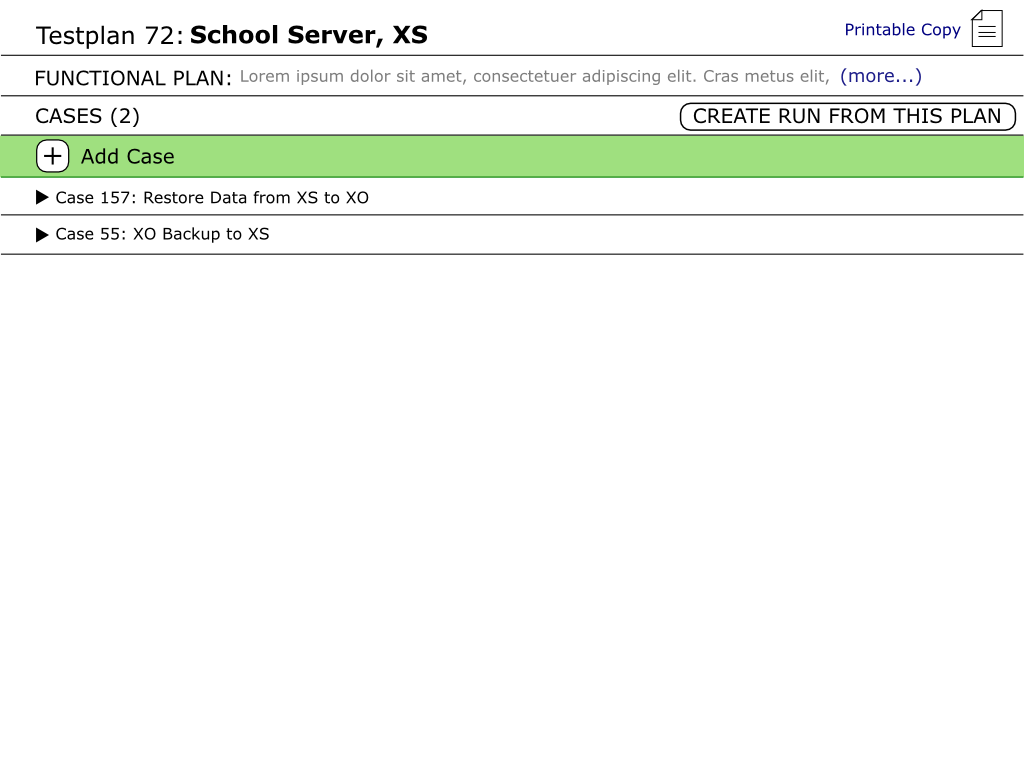 Testplan 72: School Server, XS
Printable Copy
FUNCTIONAL PLAN: Lorem ipsum dolor sit amet, consectetuer adipiscing elit. Cras metus elit, (more...)
CASES (2)
CREATE RUN FROM THIS PLAN
Add Case
Case 157: Restore Data from XS to XO
Case 55: XO Backup to XS